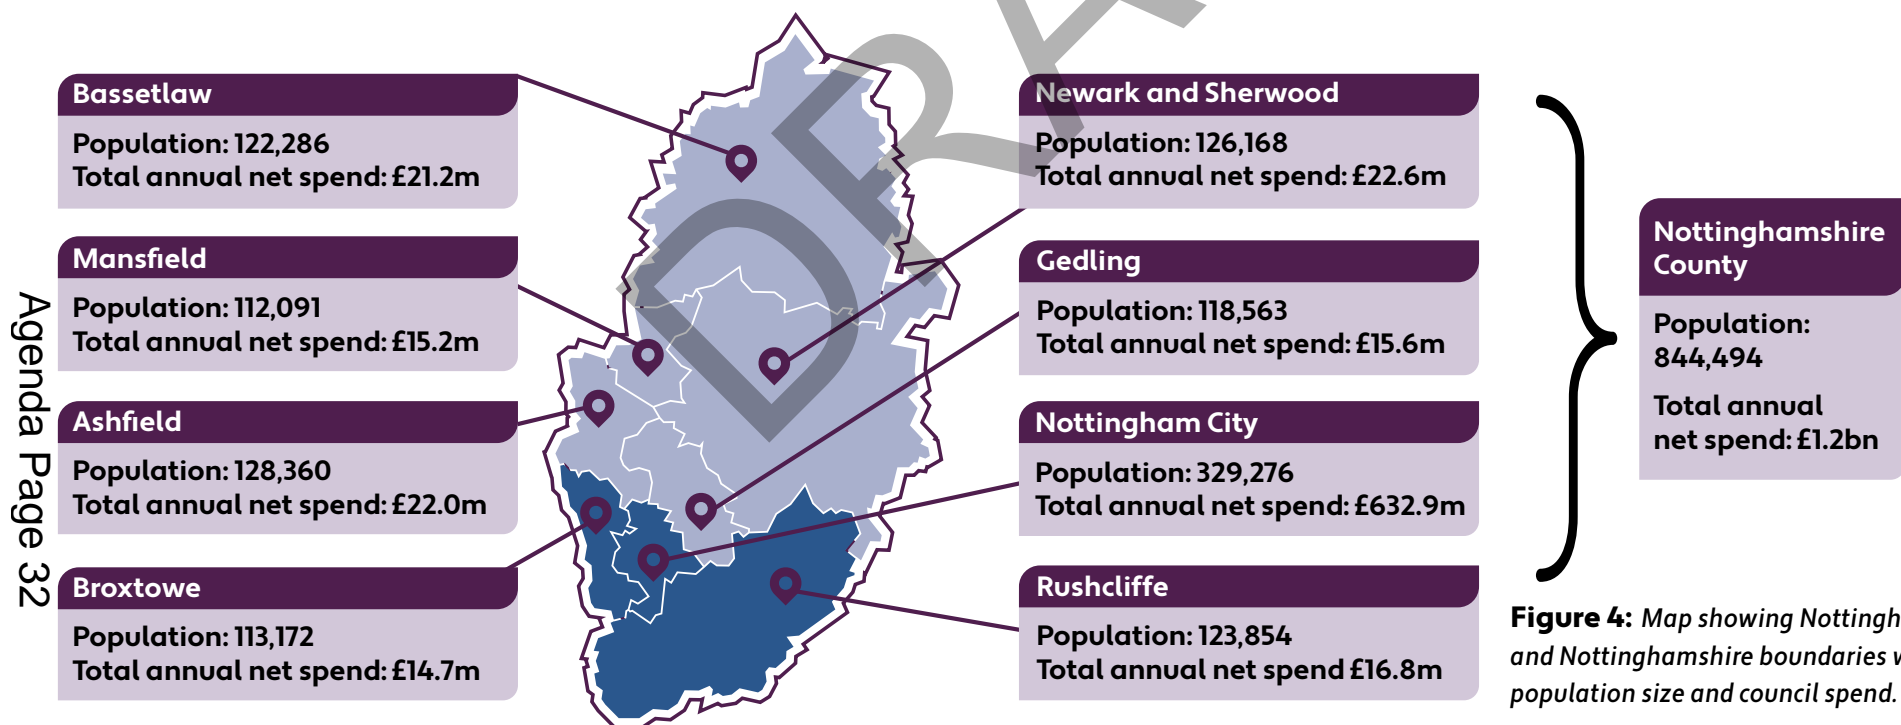 Agenda Page 32
Bassetlaw
Population: 122,286
Total annual net spend: £21.2m
Mansfield
Population: 112,091
Total annual net spend: £15.2m
Ashfield
Population: 128,360
Total annual net spend: £22.0m
Broxtowe
Population: 113,172
Total annual net spend: £14.7m
Newark and Sherwood
Population: 126,168
Total annual net spend: £22.6m
Gedling
Population: 118,563
Total annual net spend: £15.6m
Nottingham City
Population: 329,276
Total annual net spend: £632.9m
Rushcliffe
Population: 123,854
Total annual net spend £16.8m
Nottinghamshire
County
Population:
844,494
Total annual
net spend: £1.2bn
Figure 4: Map showing Nottingh
and Nottinghamshire boundaries
population size and council spend.
DRA